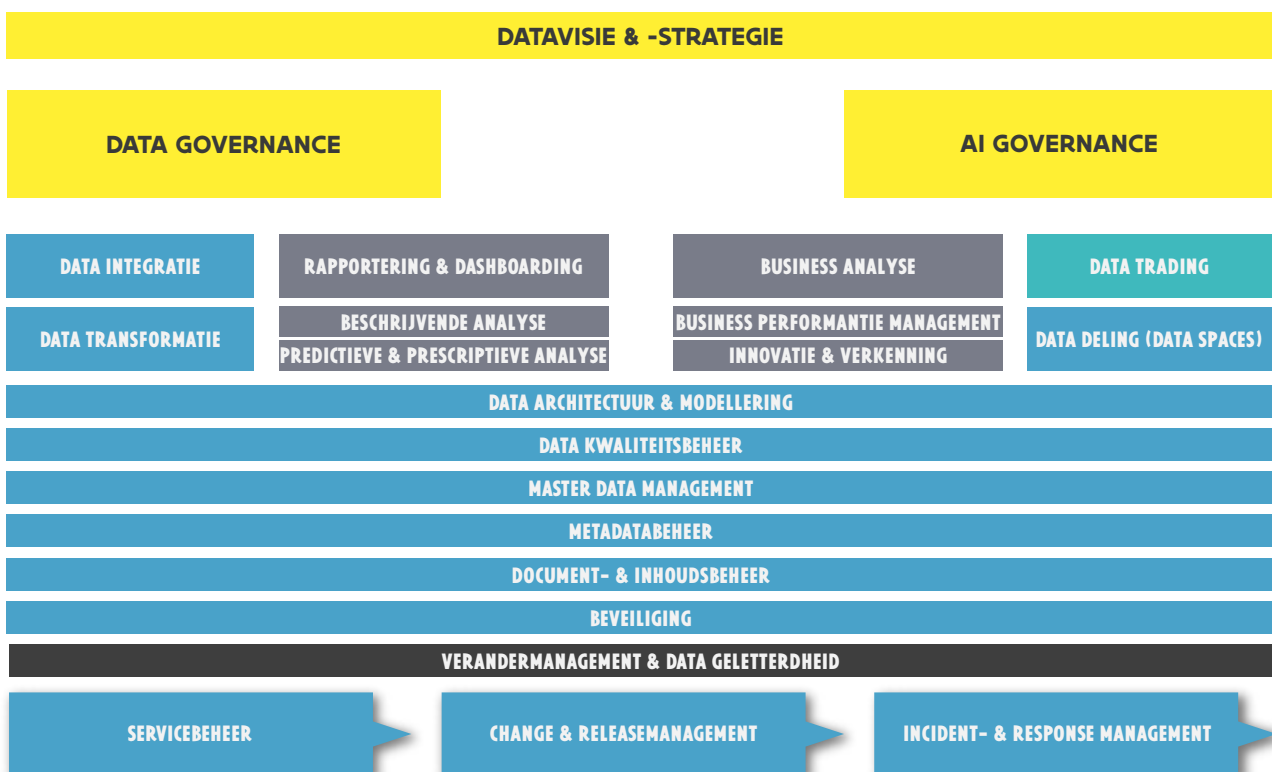 DATAVISIE & -STRATEGIE
DATA GOVERNANCE
AI GOVERNANCE
DATA INTEGRATIE
RAPPORTERING & DASHBOARDING
BUSINESS ANALYSE
DATA TRADING
DATA TRANSFORMATIE
BESCHRIJVENDE ANALYSE
PREDICTIEVE & PRESCRIPTIEVE ANALYSE
BUSINESS PERFORMANTIE MANAGEMENT
INNOVATIE & VERKENNING
DATA DELING (DATA SPACES)
DATA ARCHITECTUUR & MODELLERING
DATA KWALITEITSBEHEER
MASTER DATA MANAGEMENT
METADATABEHEER
DOCUMENT- & INHOUDSBEHEER
BEVEILIGING
VERANDERMANAGEMENT & DATA GELETTERDHEID
SERVICEBEHEER
CHANGE & RELEASEMANAGEMENT
INCIDENT- & RESPONSE MANAGEMENT